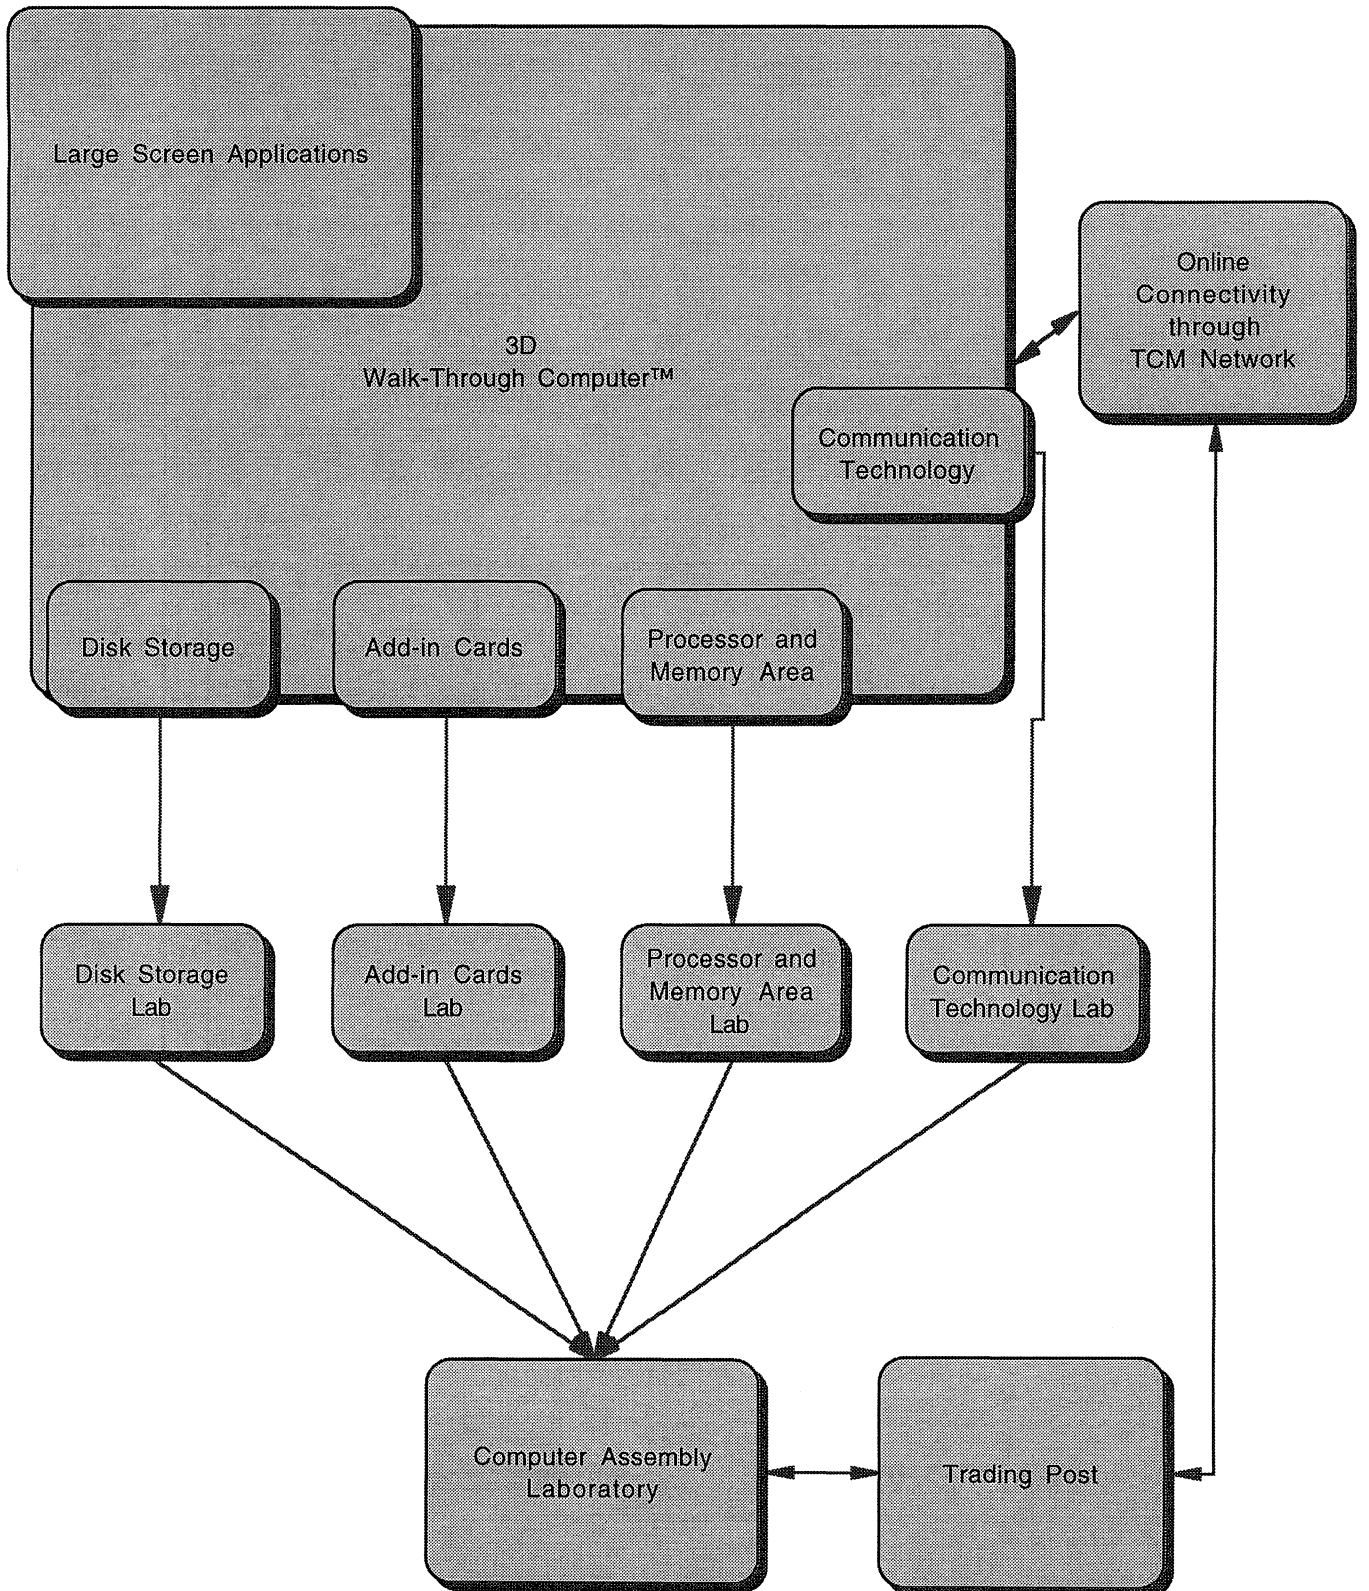 Large Screen Applications
3D
Walk-Through Computer™
Online
Connectivity
through
TCM Network
Communication
Technology
Disk Storage
Add-in Cards
Processor and
Memory Area
Disk Storage
Lab
Add-in Cards
Lab
Processor and
Memory Area
Lab
Communication
Technology Lab
Computer Assembly
Laboratory
Trading Post